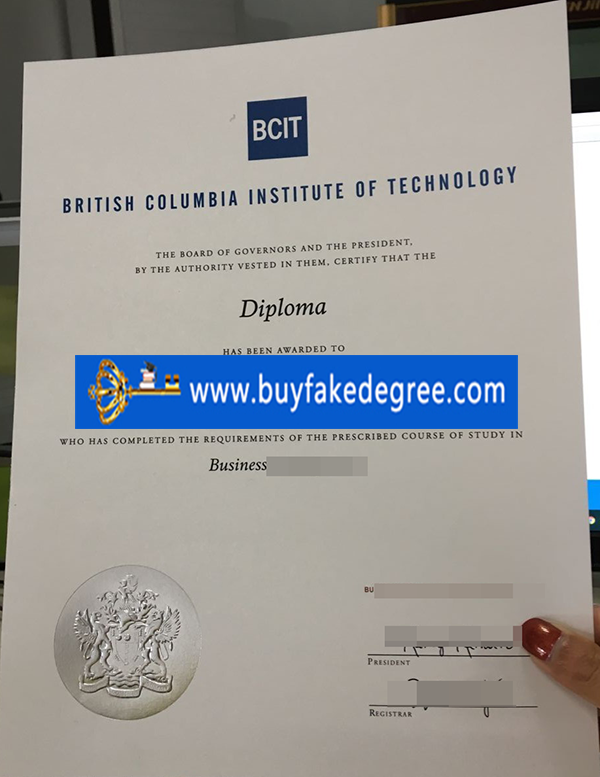 BCIT
BRITISH COLUMBIA INSTITUTE OF TECHNOLOGY
THE BOARD OF GOVERNORS AND THE PRESIDENT,
BY THE AUTHORITY VESTED IN THEM, CERTIFY THAT THE
Diploma
HAS BEEN AWARDED TO
www.buyfakedegree.com
WHO HAS COMPLETED THE REQUIREMENTS OF THE PRESCRIBED COURSE OF STUDY IN
Business
BU
PRESIDENT
REGISTRAR